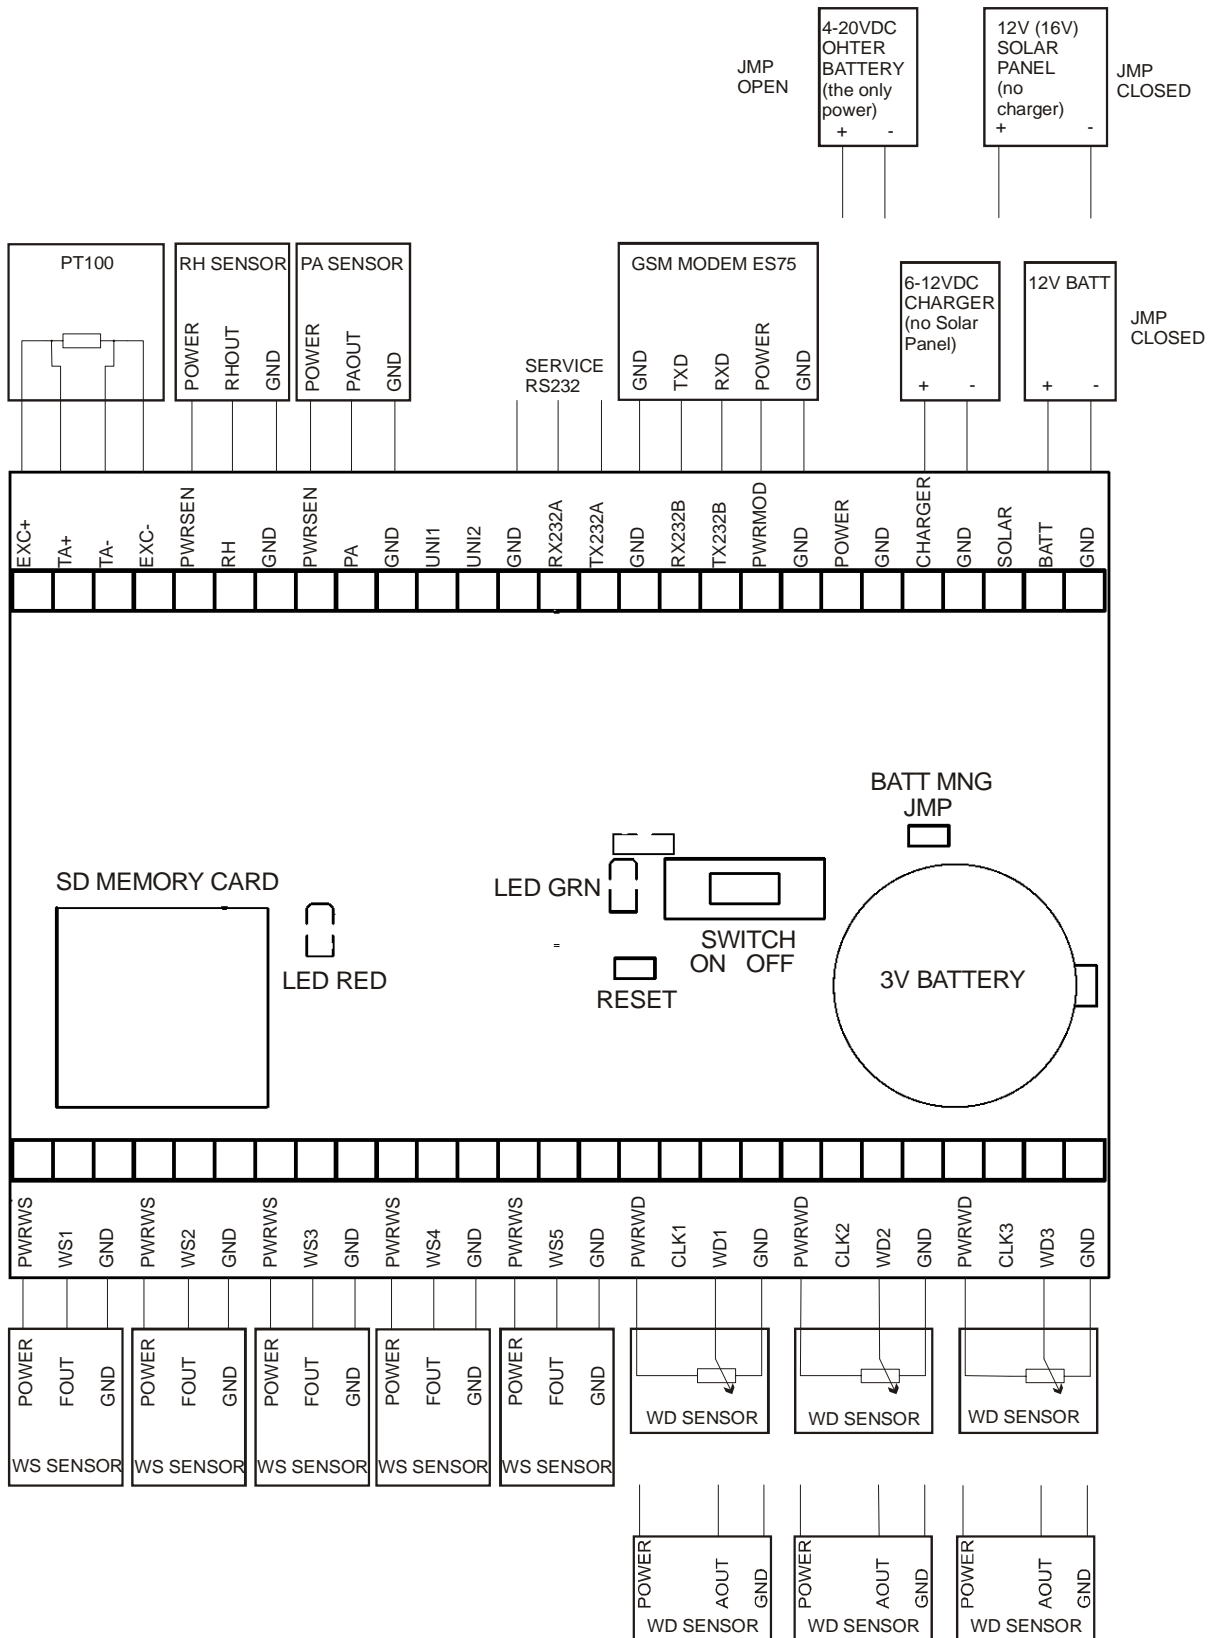 4-20VDC
OHTER
BATTERY
(the only
power)
+ -
JMP
OPEN
12V (16V)
SOLAR
PANEL
(no
charger)
+ -
JMP
CLOSED
PT100
RH SENSOR
POWER
RHOUT
GND
PA SENSOR
POWER
PAOUT
GND
SERVICE
RS232
GSM MODEM ES75
GND
TXD
RXD
POWER
GND
6-12VDC
CHARGER
(no Solar
Panel)
+ -
12V BATT
+ -
JMP
CLOSED
EXC+
TA+
TA-
EXC-
PWRSEN
RH
GND
PWRSEN
PA
GND
UNI1
UNI2
GND
RX232A
TX232A
GND
RX232B
TX232B
PWRMOD
GND
POWER
GND
CHARGER
GND
SOLAR
BATT
GND
BATT MNG
JMP
SD MEMORY CARD
LED RED
LED GRN
SWITCH
ON OFF
RESET
3V BATTERY
PWRWS
WS1
GND
PWRWS
WS2
GND
PWRWS
WS3
GND
PWRWS
WS4
GND
PWRWS
WS5
GND
PWRWD
CLK1
WD1
GND
PWRWD
CLK2
WD2
GND
PWRWD
CLK3
WD3
GND
POWER
FOUT
GND
WS SENSOR
POWER
FOUT
GND
WS SENSOR
POWER
FOUT
GND
WS SENSOR
POWER
FOUT
GND
WS SENSOR
POWER
FOUT
GND
WS SENSOR
WD SENSOR
WD SENSOR
WD SENSOR
POWER
AOUT
GND
WD SENSOR
POWER
AOUT
GND
WD SENSOR
POWER
AOUT
GND
WD SENSOR